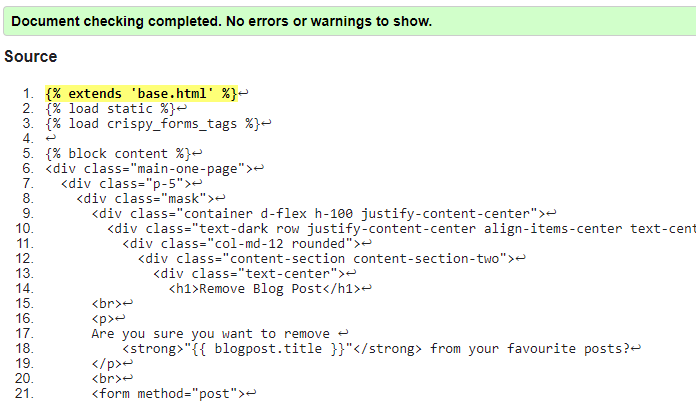 Document checking completed. No errors or warnings to show.
Source
1. {% extends 'base.html' %}↩
2. {% load static %}↩
3. {% load crispy_forms_tags %}↩
4. ↩
5. {% block content %}↩
6. <div class="main-one-page">↩
7. <div class="p-5">↩
8. <div class="mask">↩
9. <div class="container d-flex h-100 justify-content-center">↩
10. <div class="text-dark row justify-content-center align-items-center text-cent
11. <div class="col-md-12 rounded">↩
12. <div class="content-section content-section-two">↩
13. <div class="text-center">↩
14. <h1>Remove Blog Post</h1>↩
15. <br>↩
16. <p>↩
17. Are you sure you want to remove ↩
18. <strong>"{{ blogpost.title }}"</strong> from your favourite posts?↩
19. </p>↩
20. <br>↩
21. <form method="post">↩